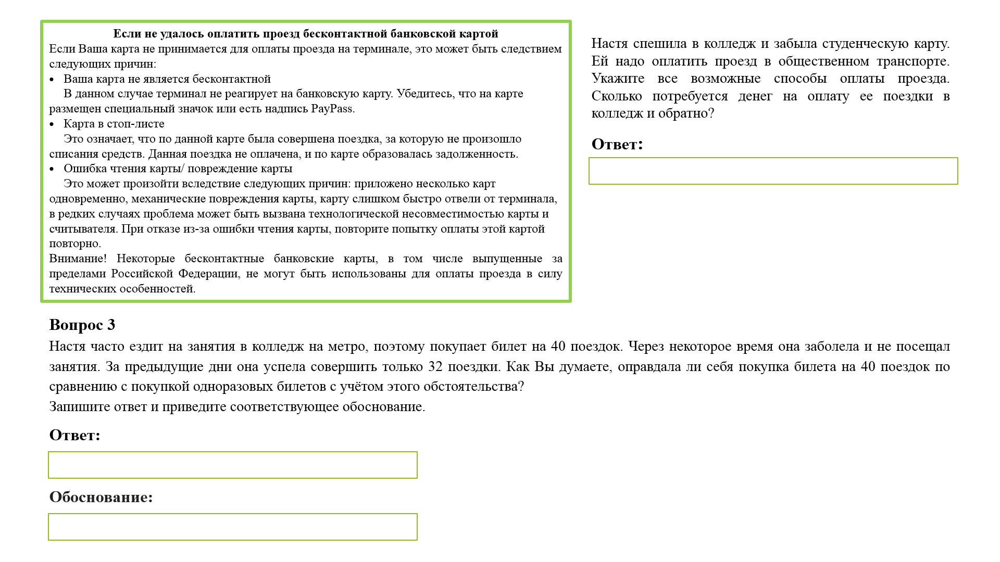 Если не удалось оплатить проезд бесконтактной банковской картой
Если Ваша карта не принимается для оплаты проезда на терминале, это может быть следствием
следующих причин:
• Ваша карта не является бесконтактной
В данном случае терминал не реагирует на банковскую карту. Убедитесь, что на карте
размещен специальный значок или есть надпись PayPass.
• Карта в стоп-листе
Это означает, что по данной карте была совершена поездка, за которую не произошло
списания средств. Данная поездка не оплачена, и по карте образовалась задолженность.
• Ошибка чтения карты/ повреждение карты
Это может произойти вследствие следующих причин: приложено несколько карт
одновременно, механические повреждения карты, карту слишком быстро отвели от терминала,
в редких случаях проблема может быть вызвана технологической несовместимостью карты и
считывателя. При отказе из-за ошибки чтения карты, повторите попытку оплаты этой картой
повторно.
Внимание! Некоторые бесконтактные банковские карты, в том числе выпущенные за
пределами Российской Федерации, не могут быть использованы для оплаты проезда в силу
технических особенностей.
Настя спешила в колледж и забыла студенческую карту.
Ей надо оплатить проезд в общественном транспорте.
Укажите все возможные способы оплаты проезда.
Сколько потребуется денег на оплату ее поездки в
колледж и обратно?
Ответ:
Вопрос 3
Настя часто ездит на занятия в колледж на метро, поэтому покупает билет на 40 поездок. Через некоторое время она заболела и не посещал
занятия. За предыдущие дни она успела совершить только 32 поездки. Как Вы думаете, оправдала ли себя покупка билета на 40 поездок по
сравнению с покупкой одноразовых билетов с учётом этого обстоятельства?
Запишите ответ и приведите соответствующее обоснование.
Ответ:
Обоснование: